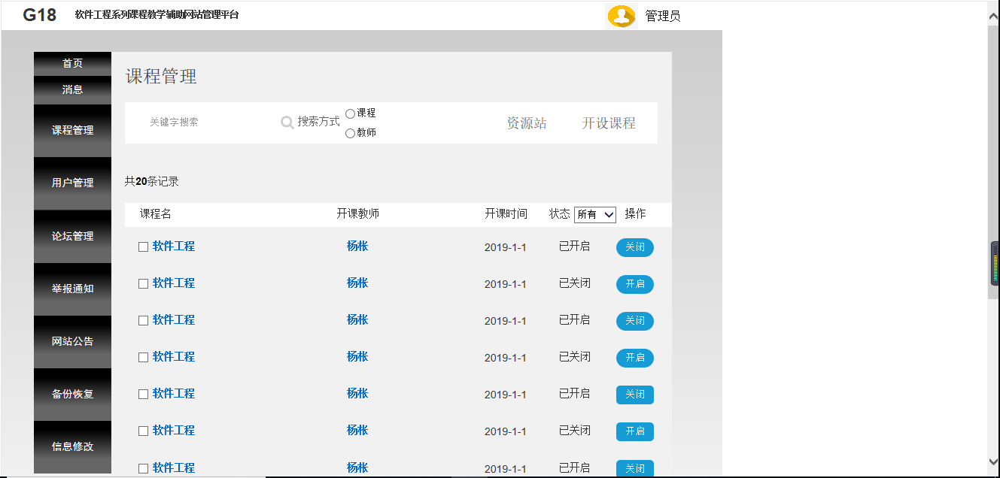 G18 软件工程系列课程教学辅助网站管理平台 管理员
首页
消息
课程管理
用户管理
论坛管理
举报通知
网站公告
备份恢复
信息修改
课程管理
关键字搜索 搜索方式 课程 资源站 开设课程
教师
共20条记录
课程名 开课教师 开课时间 状态 所有 操作
软件工程 杨枨 2019-1-1 已开启 关闭
软件工程 杨枨 2019-1-1 已关闭 开启
软件工程 杨枨 2019-1-1 已开启 关闭
软件工程 杨枨 2019-1-1 已关闭 开启
软件工程 杨枨 2019-1-1 已开启 关闭
软件工程 杨枨 2019-1-1 已关闭 开启
软件工程 杨枨 2019-1-1 已开启 关闭